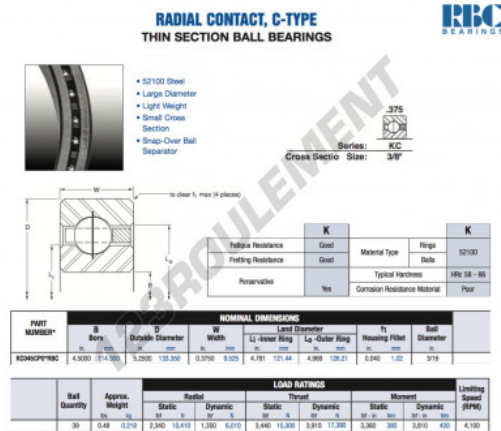 RADIAL CONTACT, C-TYPE
THIN SECTION BALL BEARINGS
RBC
BEARINGS
• 52100 Steel
• Large Diameter
• Light Weight
• Small Cross
Section
• Snap-Over Ball
Separator
.375
Series: KC
Cross Sectio Size: 3/8"
W
to clear f₁ max (4 places)
D
B
K K
Fatigue Resistance Good Material Type Rings 52100
Fretting Resistance Good Balls
Typical Hardness HRc 58 - 66
Yes Corrosion Resistance Material Poor
123ROULEMENT
NOMINAL DIMENSIONS
PART NUMBER* B Bore D Outside Diameter W Width Land Diameter f₁ Housing Fillet Ball Diameter
Lj -Inner Ring Lo -Outer Ring
in. mm in. mm in. mm in. mm in. mm in. mm in.
KC045CP0*RBC 4.5000 114.300 5.2500 133.350 0.3750 9.525 4.781 121.44 4.969 126.21 0.040 1.02 3/16
LOAD RATINGS
Ball Quantity Approx. Weight Radial Thrust Moment Limiting Speed (RPM)
Static Dynamic Static Dynamic Static Dynamic
lbs. kg lbf N lbf N lbf N lbf N lbf - in Nm lbf - in Nm
39 0.48 0.218 2,340 10,410 1,350 6,010 3,440 15,300 3,910 17,390 3,360 380 3,810 430 4,100